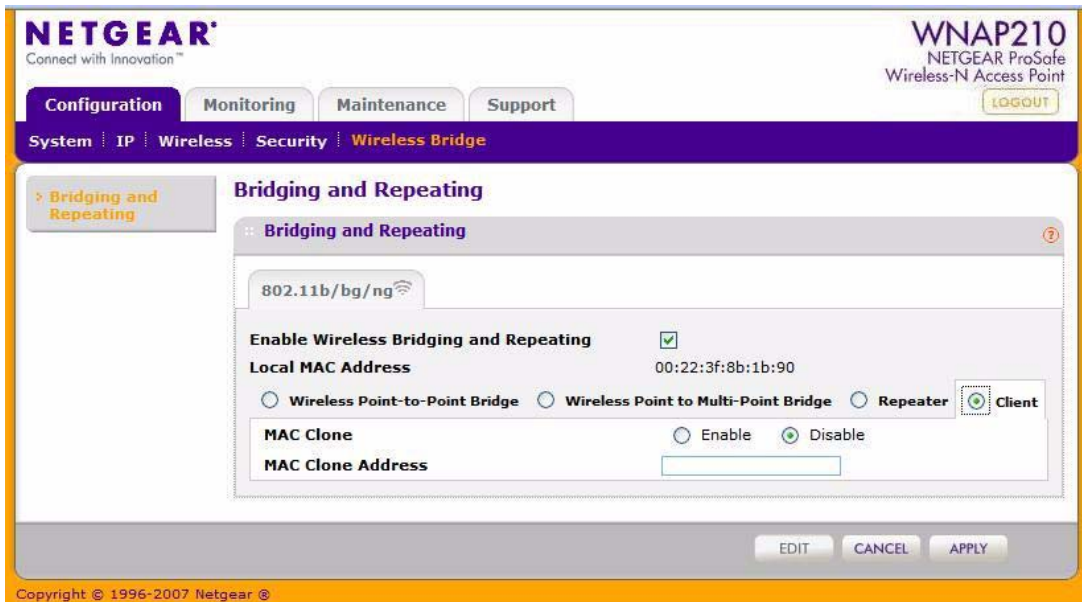 NETGEAR®
Connect with Innovation™
WNAP210
NETGEAR ProSafe
Wireless-N Access Point
LOGOUT
Configuration Monitoring Maintenance Support
System IP Wireless Security Wireless Bridge
Bridging and
Repeating
Bridging and Repeating
Bridging and Repeating ?
802.11b/bg/ng
Enable Wireless Bridging and Repeating
Local MAC Address 00:22:3f:8b:1b:90
Wireless Point-to-Point Bridge Wireless Point to Multi-Point Bridge Repeater Client
MAC Clone Enable Disable
MAC Clone Address
EDIT CANCEL APPLY
Copyright © 1996-2007 Netgear ®